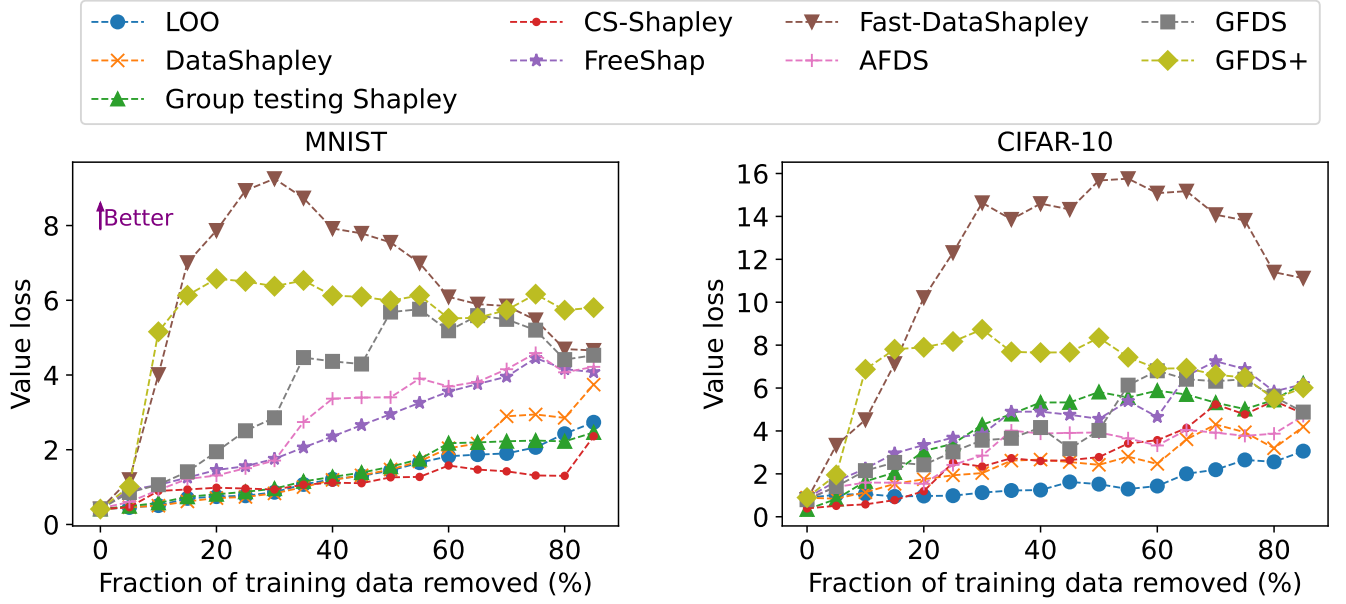 LOO CS-Shapley Fast-DataShapley GFDS
DataShapley FreeShap AFDS GFDS+
Group testing Shapley
MNIST
Value loss
8
6
4
2
0
Better
0 20 40 60 80
Fraction of training data removed (%)
CIFAR-10
Value loss
16
14
12
10
8
6
4
2
0
0 20 40 60 80
Fraction of training data removed (%)